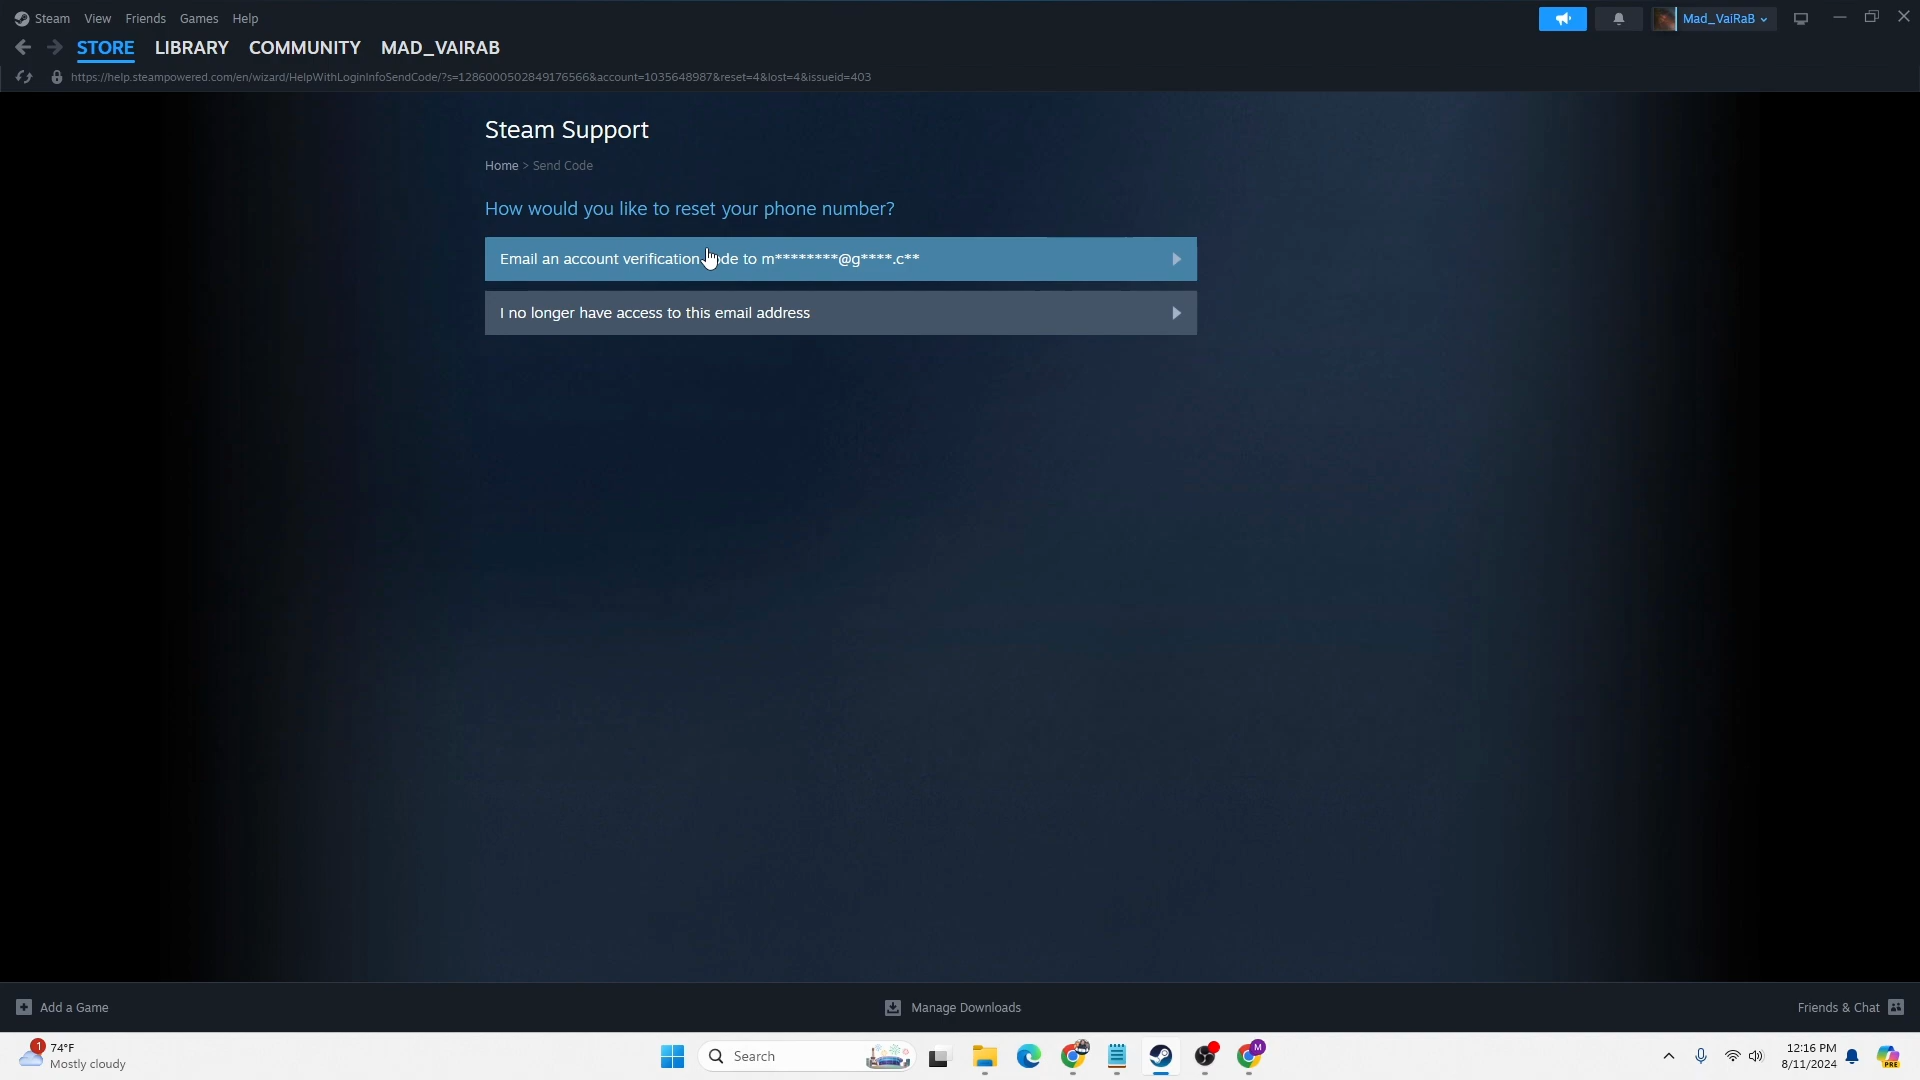 Steam View Friends Games Help
Mad_VaiRaB
STORE LIBRARY COMMUNITY MAD_VAIRAB
https://help.steampowered.com/en/wizard/HelpWithLoginInfoSendCode/?s=1286000502849176566&account=1035648987&reset=4&lost=4&issueid=403
Steam Support
Home > Send Code
How would you like to reset your phone number?
Email an account verification de to m********@g****.c**
I no longer have access to this email address
Add a Game
Manage Downloads
Friends & Chat
1
74°F
Mostly cloudy
Search
M
12:16 PM
8/11/2024
PRE